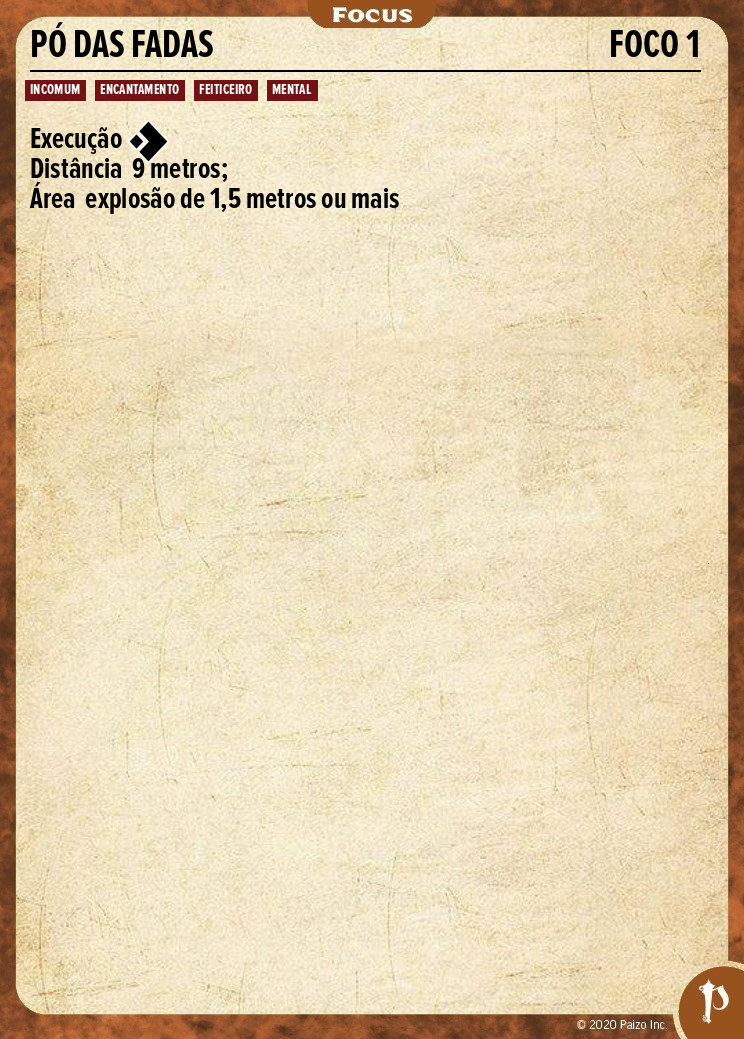 Focus
PÓ DAS FADAS FOCO 1
INCOMUM ENCANTAMENTO FEITICEIRO MENTAL
Execução
Distância 9 metros;
Área explosão de 1,5 metros ou mais
© 2020 Paizo Inc.